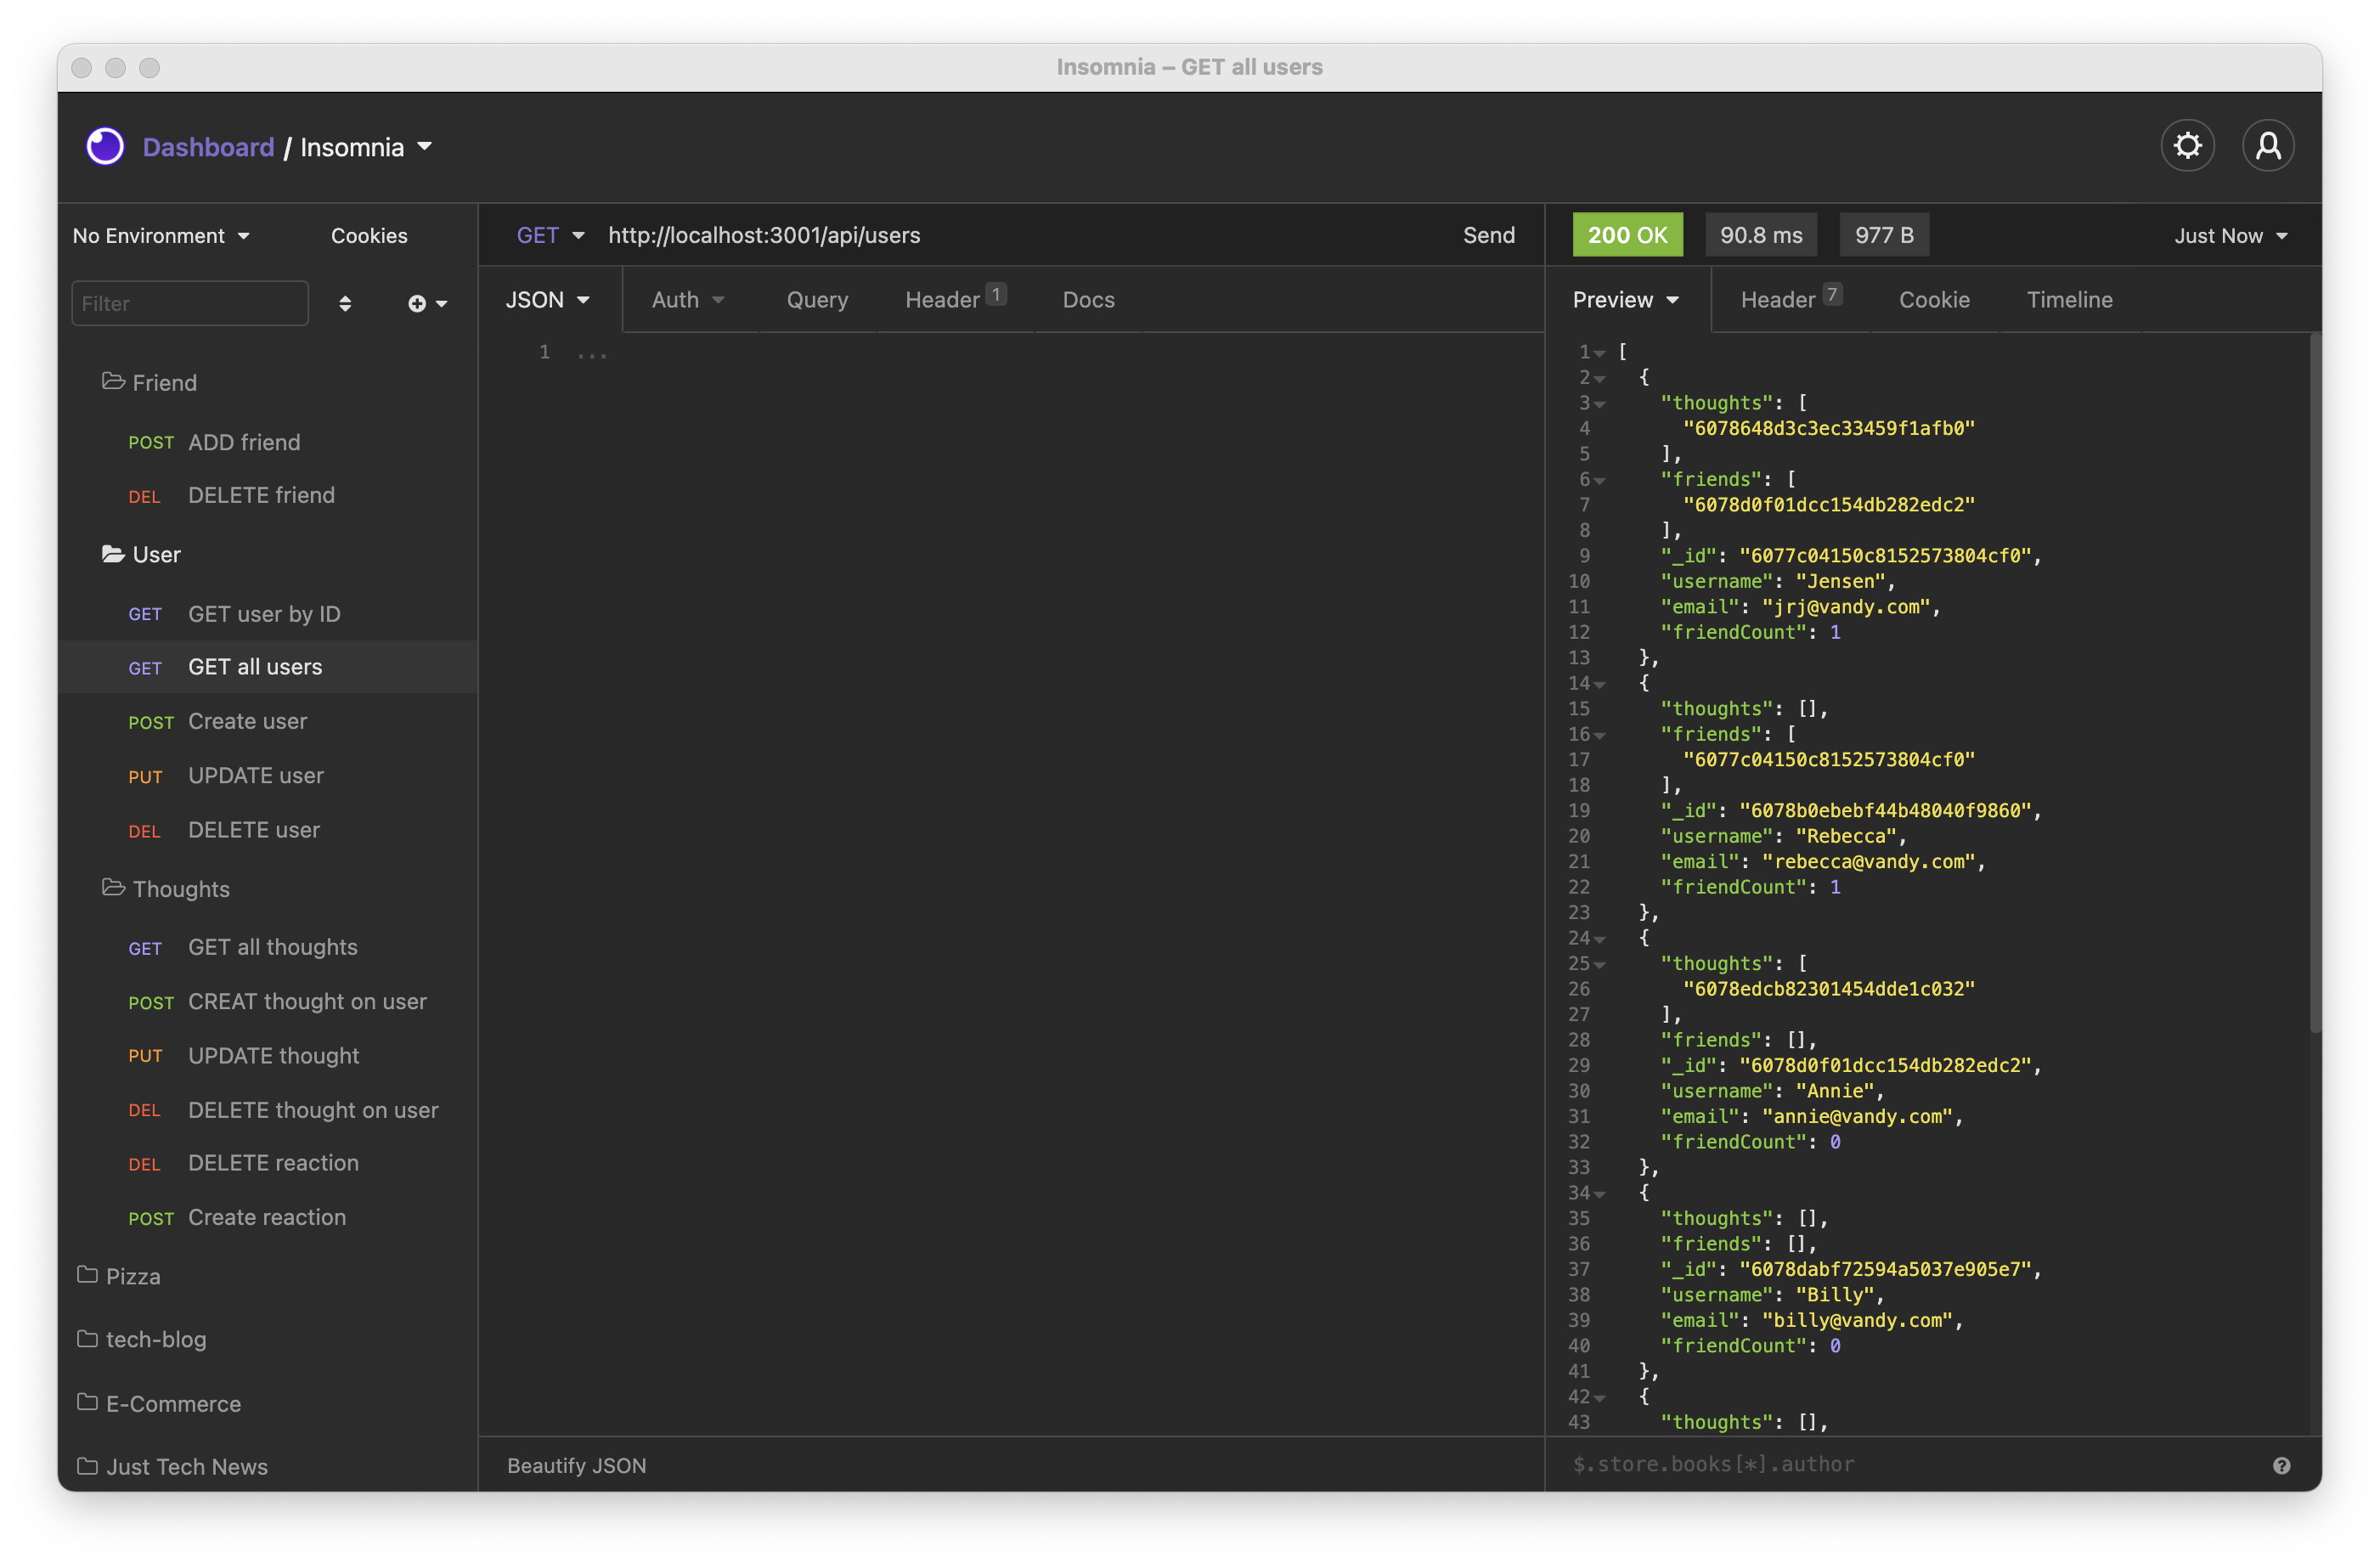 Insomnia – GET all users
Dashboard / Insomnia
No Environment
Cookies
Filter
Friend
POST ADD friend
DEL DELETE friend
User
GET GET user by ID
GET GET all users
POST Create user
PUT UPDATE user
DEL DELETE user
Thoughts
GET GET all thoughts
POST CREAT thought on user
PUT UPDATE thought
DEL DELETE thought on user
DEL DELETE reaction
POST Create reaction
Pizza
tech-blog
E-Commerce
Just Tech News
GET http://localhost:3001/api/users Send
JSON Auth Query Header 1 Docs
1 ...
Beautify JSON
200 OK 90.8 ms 977 B Just Now
Preview Header 7 Cookie Timeline
1 [
2 {
3 "thoughts": [
4 "6078648d3c3ec33459f1afb0"
5 ],
6 "friends": [
7 "6078d0f01dcc154db282edc2"
8 ],
9 "_id": "6077c04150c8152573804cf0",
10 "username": "Jensen",
11 "email": "jrj@vandy.com",
12 "friendCount": 1
13 },
14 {
15 "thoughts": [],
16 "friends": [
17 "6077c04150c8152573804cf0"
18 ],
19 "_id": "6078b0ebebf44b48040f9860",
20 "username": "Rebecca",
21 "email": "rebecca@vandy.com",
22 "friendCount": 1
23 },
24 {
25 "thoughts": [
26 "6078edcb82301454dde1c032"
27 ],
28 "friends": [],
29 "_id": "6078d0f01dcc154db282edc2",
30 "username": "Annie",
31 "email": "annie@vandy.com",
32 "friendCount": 0
33 },
34 {
35 "thoughts": [],
36 "friends": [],
37 "_id": "6078dabf72594a5037e905e7",
38 "username": "Billy",
39 "email": "billy@vandy.com",
40 "friendCount": 0
41 },
42 {
43 "thoughts": [],
$.store.books[*].author